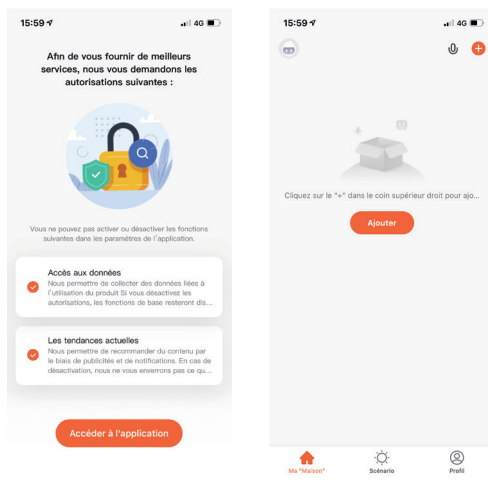 15:59
4G
Afin de vous fournir de meilleurs
services, nous vous demandons les
autorisations suivantes :
Vous ne pouvez pas activer ou désactiver les fonctions
suivantes dans les paramètres de l'application.
Accès aux données
Nous permettre de collecter des données liées à
l'utilisation du produit Si vous désactivez les
autorisations, les fonctions de base resteront dis...
Les tendances actuelles
Nous permettre de recommander du contenu par
le biais de publicités et de notifications. En cas de
désactivation, nous ne vous enverrons pas ce qu...
Accéder à l'application
15:59
4G
Cliquez sur le "+" dans le coin supérieur droit pour ajo...
Ajouter
Ma "Maison"
Scénario
Profil